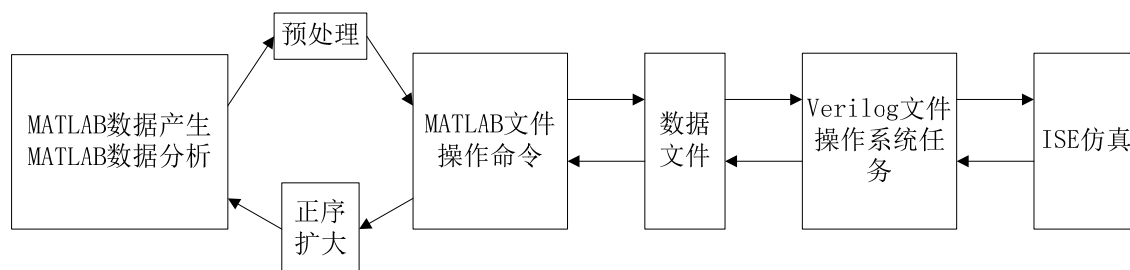 预处理
MATLAB数据产生
MATLAB数据分析
正序
扩大
MATLAB文件
操作命令
数据
文件
Verilog文件
操作系统任
务
ISE仿真